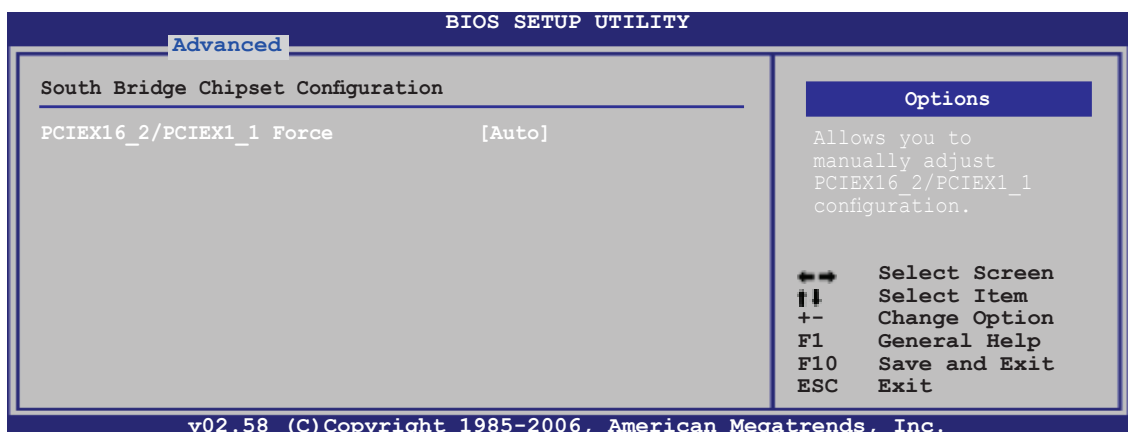 BIOS SETUP UTILITY
Advanced
South Bridge Chipset Configuration
PCIEX16_2/PCIEX1_1 Force [Auto]
Options
Allows you to
manually adjust
PCIEX16_2/PCIEX1_1
configuration.
Select Screen
Select Item
+- Change Option
F1 General Help
F10 Save and Exit
ESC Exit
v02.58 (C)Copyright 1985-2006, American Megatrends, Inc.